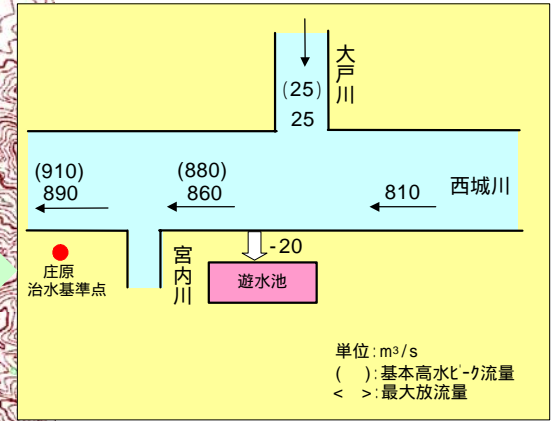 大戸川
(25)
25
(910)
890
(880)
860
810
西城川
-20
宮内川
遊水池
庄原
治水基準点
単位:m³/s
( ):基本高水ピーク流量
< >:最大放流量